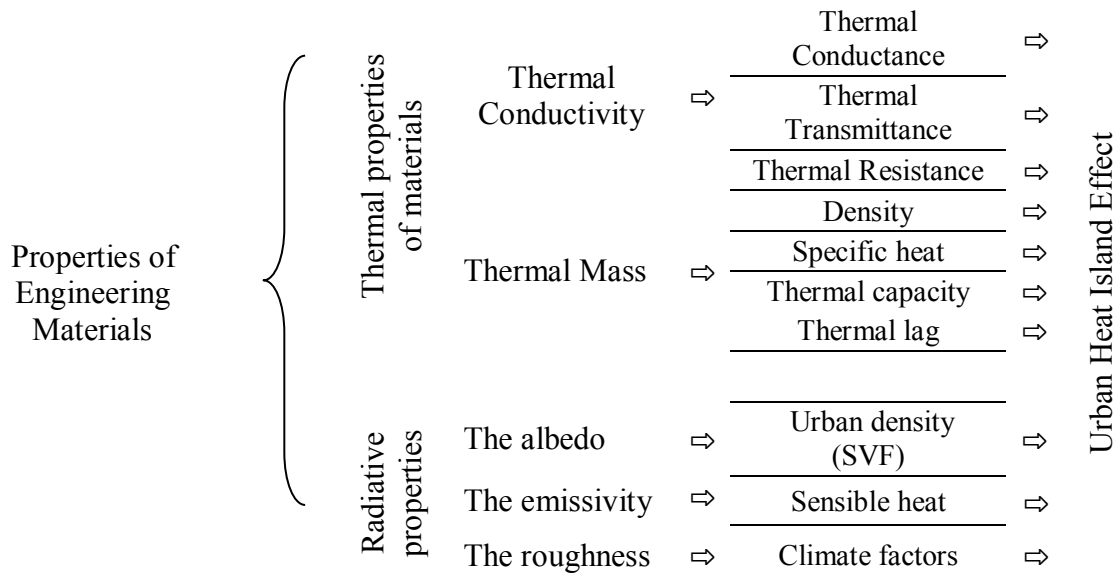 Properties of
Engineering
Materials
Thermal properties
of materials
Thermal
Conductivity
⇨
Thermal
Conductance
⇨
Thermal
Transmittance
⇨
Thermal Resistance
⇨
Thermal Mass
⇨
Density
⇨
Specific heat
⇨
Thermal capacity
⇨
Thermal lag
⇨
Radiative
properties
The albedo
⇨
Urban density
(SVF)
⇨
The emissivity
⇨
Sensible heat
⇨
The roughness
⇨
Climate factors
⇨
Urban Heat Island Effect